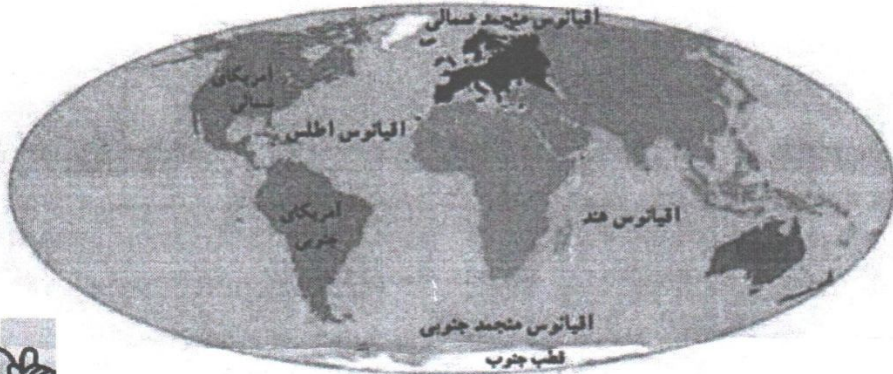 اقیانوس منجمد شمالی
آمریکای
شمالی
اقیانوس اطلس
آمریکای
جنوبی
اقیانوس هند
اقیانوس منجمد جنوبی
قطب جنوب